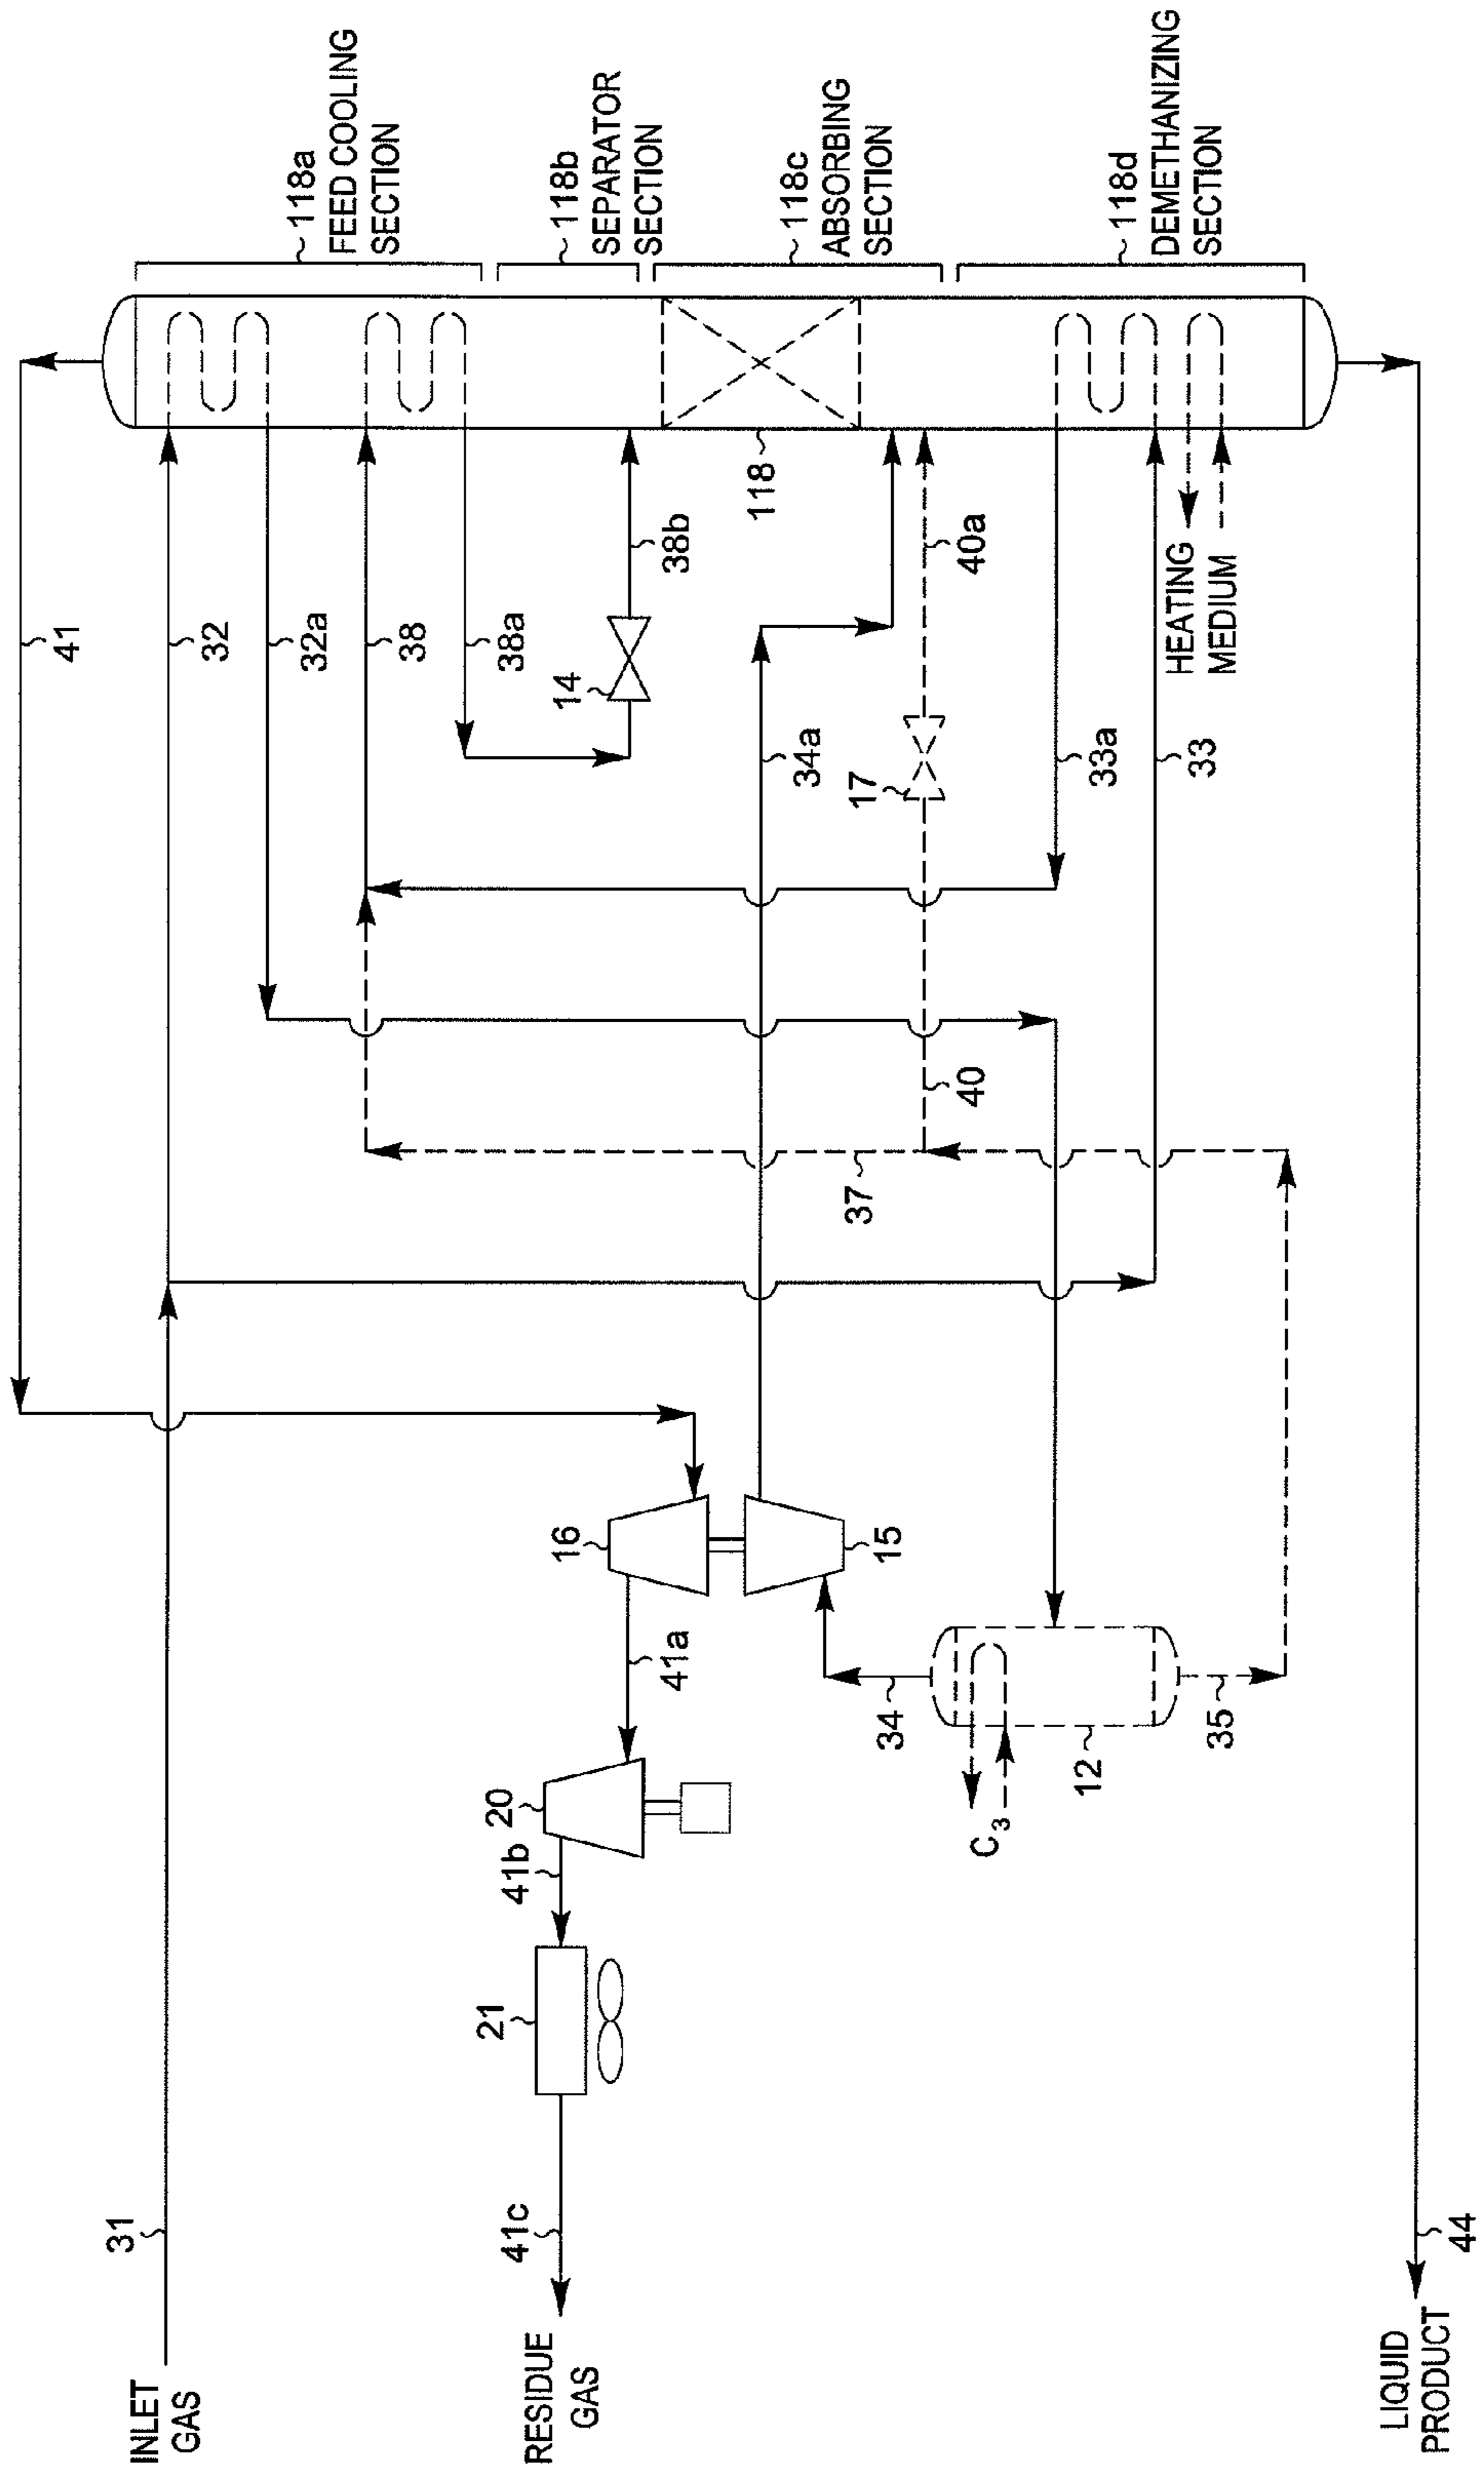 118a
FEED COOLING
SECTION
118b
SEPARATOR
SECTION
118c
ABSORBING
SECTION
118d
DEMETHANIZING
SECTION
41
32
32a
38
38a
14
38b
118
34a
17
40a
33a
33
HEATING
MEDIUM
40
37
16
15
41a
34
12
35
C3
20
41b
21
41c
31
44
INLET
GAS
RESIDUE
GAS
LIQUID
PRODUCT